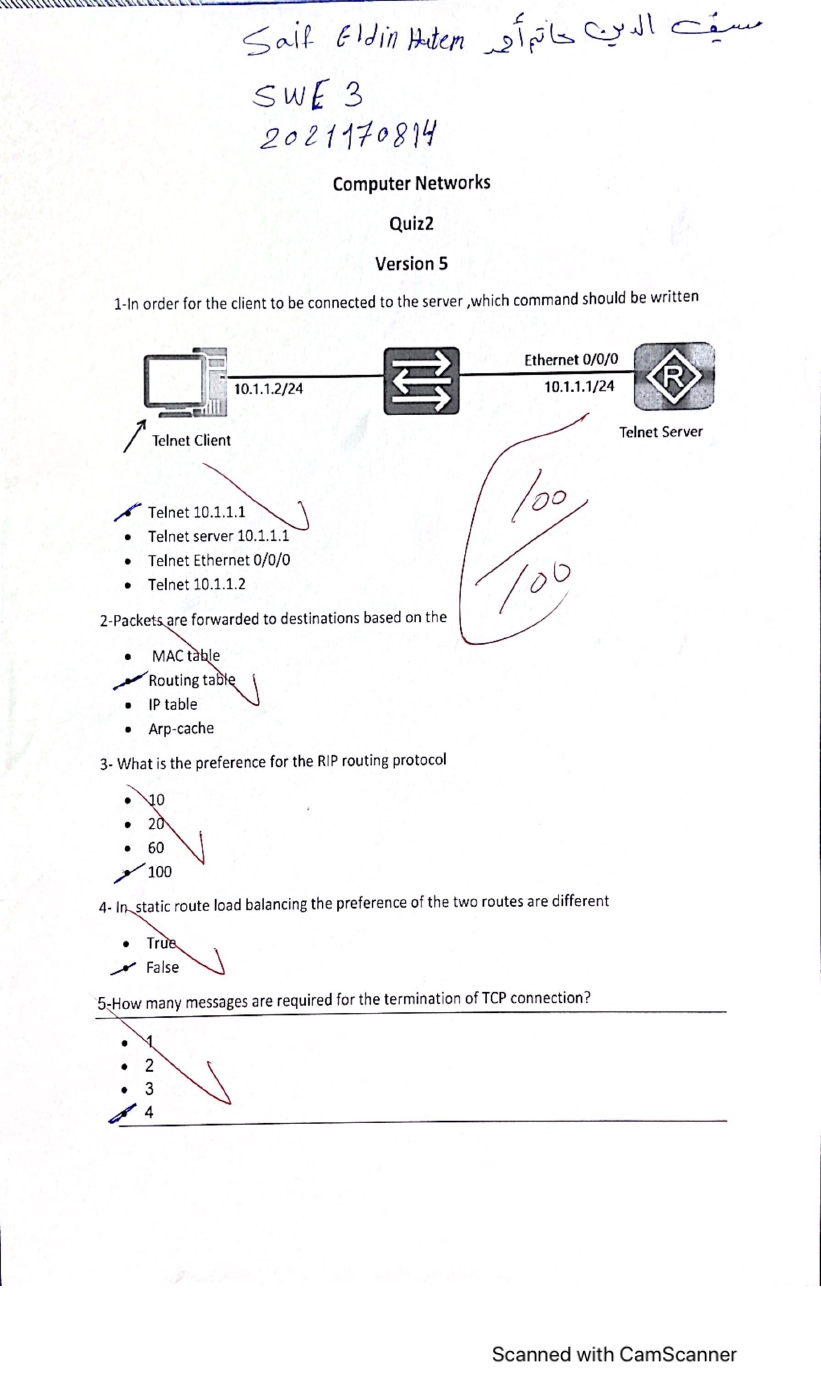 Saif Eldin Hatem سيف الدين حاتم
SWE 3
2021170814
Computer Networks
Quiz2
Version 5
1-In order for the client to be connected to the server ,which command should be written
Ethernet 0/0/0
10.1.1.2/24
10.1.1.1/24
R
Telnet Client
Telnet Server
100
100
Telnet 10.1.1.1
• Telnet server 10.1.1.1
• Telnet Ethernet 0/0/0
• Telnet 10.1.1.2
2-Packets are forwarded to destinations based on the
• MAC table
Routing table
• IP table
• Arp-cache
3- What is the preference for the RIP routing protocol
• 10
• 20
• 60
100
4- In static route load balancing the preference of the two routes are different
• True
False
5-How many messages are required for the termination of TCP connection?
• 1
• 2
• 3
4
Scanned with CamScanner